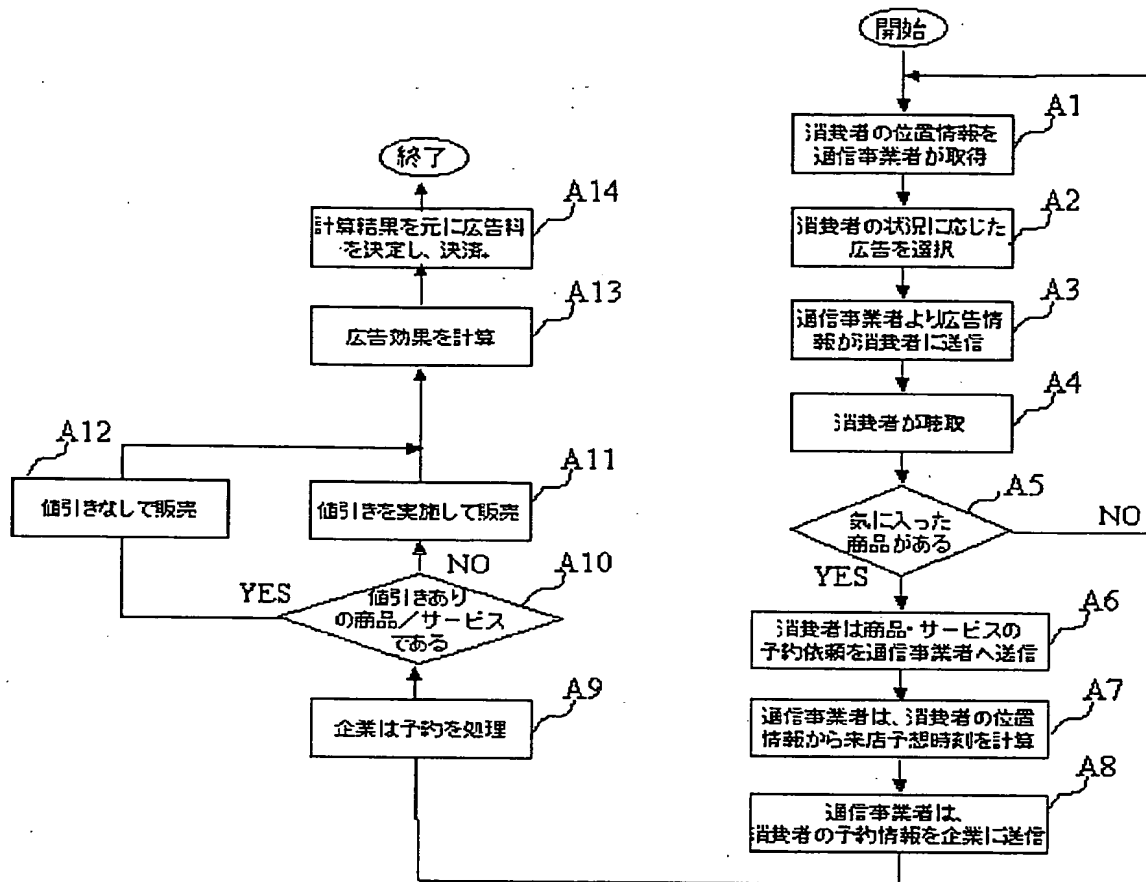 開始
A1
消費者の位置情報を
通信事業者が取得
A2
消費者の状況に応じた
広告を選択
A3
通信事業者より広告情
報が消費者に送信
A4
消費者が聴取
A5
気に入った
商品がある
NO
YES
A6
消費者は商品・サービスの
予約依頼を通信事業者へ送信
A7
通信事業者は、消費者の位置
情報から来店予想時刻を計算
A8
通信事業者は、
消費者の予約情報を企業に送信
A9
企業は予約を処理
A10
値引きあり
の商品／サービス
である
YES
NO
A11
値引きを実施して販売
A12
値引きなしで販売
A13
広告効果を計算
A14
計算結果を元に広告料
を決定し、決済。
終了